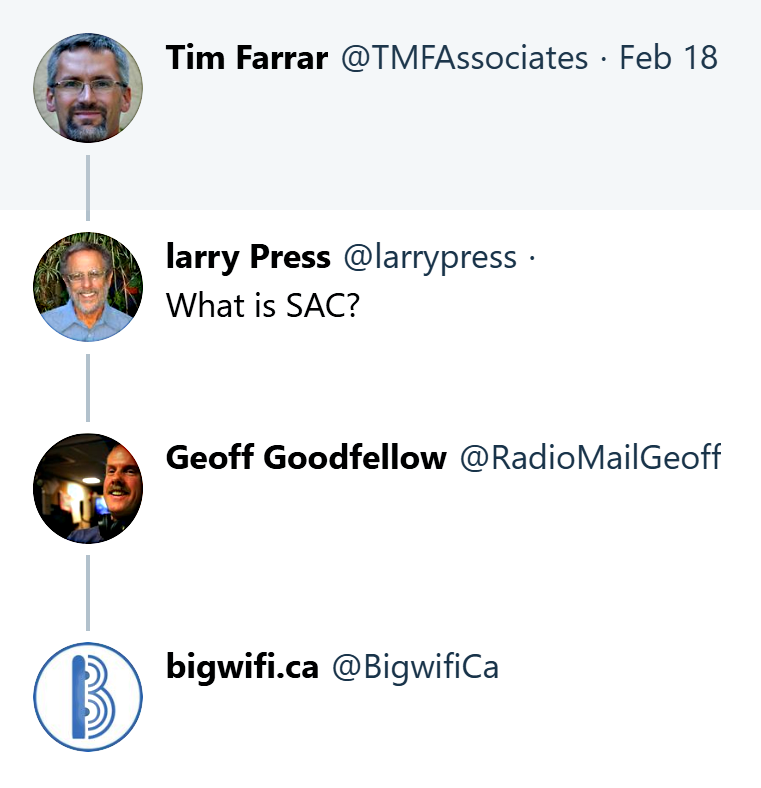 Tim Farrar @TMFAssociates · Feb 18
larry Press @larrypress ·
What is SAC?
Geoff Goodfellow @RadioMailGeoff
bigwifi.ca @BigwifiCa
B